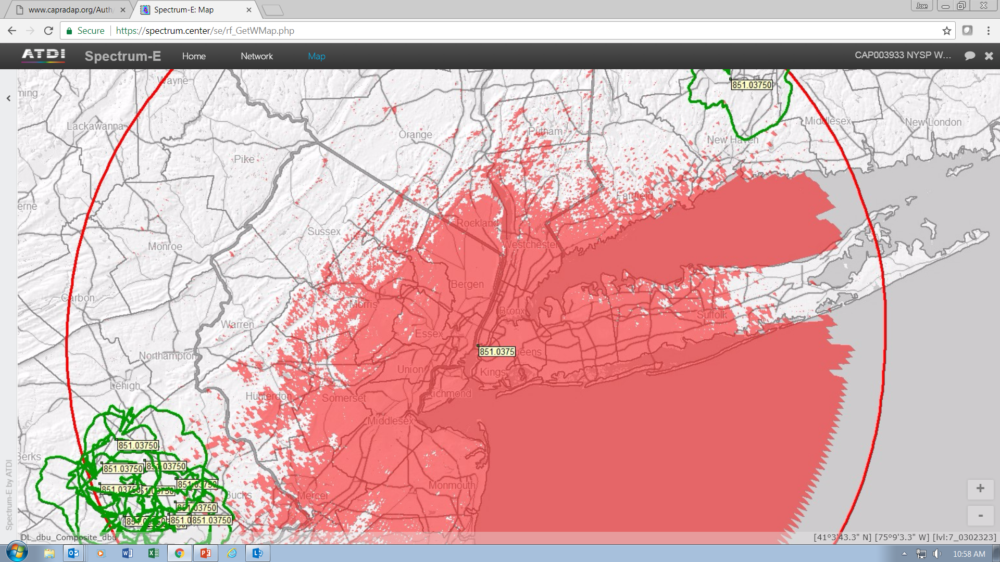 www.capradap.org/Auth
Spectrum-E: Map
Joe
Secure
https://spectrum.center/se/rf_GetWMap.php
ATDI
Spectrum-E
Home
Network
Map
CAP003933 NYSP W...
Wayne
ming
851.03750
Lackawanna
Middlesex
New London
Orange
Putnam
New Haven
Pike
Fairfield
erne
Rockland
Sussex
Westchester
Monroe
Bergen
Carbon
Morris
Bronx
Suffolk
Warren
Essex
851.0375
ueens
Northampton
Union
Kings
Lehigh
Richmond
Hunterdon
Somerset
Middlesex
851.03750
Berks
851.03750
851.03750
851.03750
Monmouth
851.03750
51.03750
Bucks
Mercer
851.03750
851.0
851.03750
Spectrum-E by ATDI
+
-
DL_dbu_Composite_dbu
[41°3'43.3" N] [75°9'3.3" W] [lvl:7_0302323]
10:58 AM